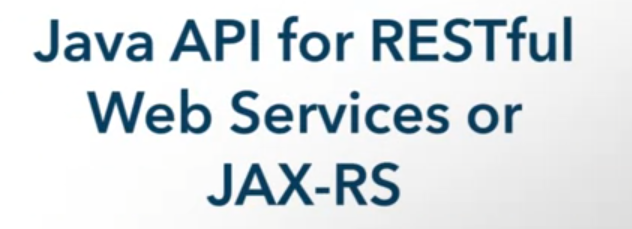 Java API for RESTful
Web Services or
JAX-RS